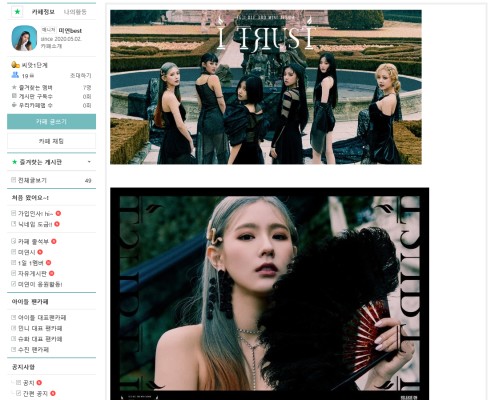 카페정보
나의활동
매니저 미연best
since 2020.05.02.
카페소개
씨앗1단계
19
초대하기
즐겨찾는 멤버
7명
게시판 구독수
0회
우리카페앱 수
0회
카페 글쓰기
카페 채팅
즐겨찾는 게시판
전체글보기
49
처음 왔어요~!
가입인사! hi~
닉네임 도급!!
카페 출석부
미연시
1일 1멤버
자유게시판
미연이 응원활동!
아이들 팬카페
아이들 대표팬카페
민니 대표 팬카페
슈화 대표 팬카페
수진 팬카페
공지사항
공지
간편 공지
I TRUST
I TRUST
I TRUST